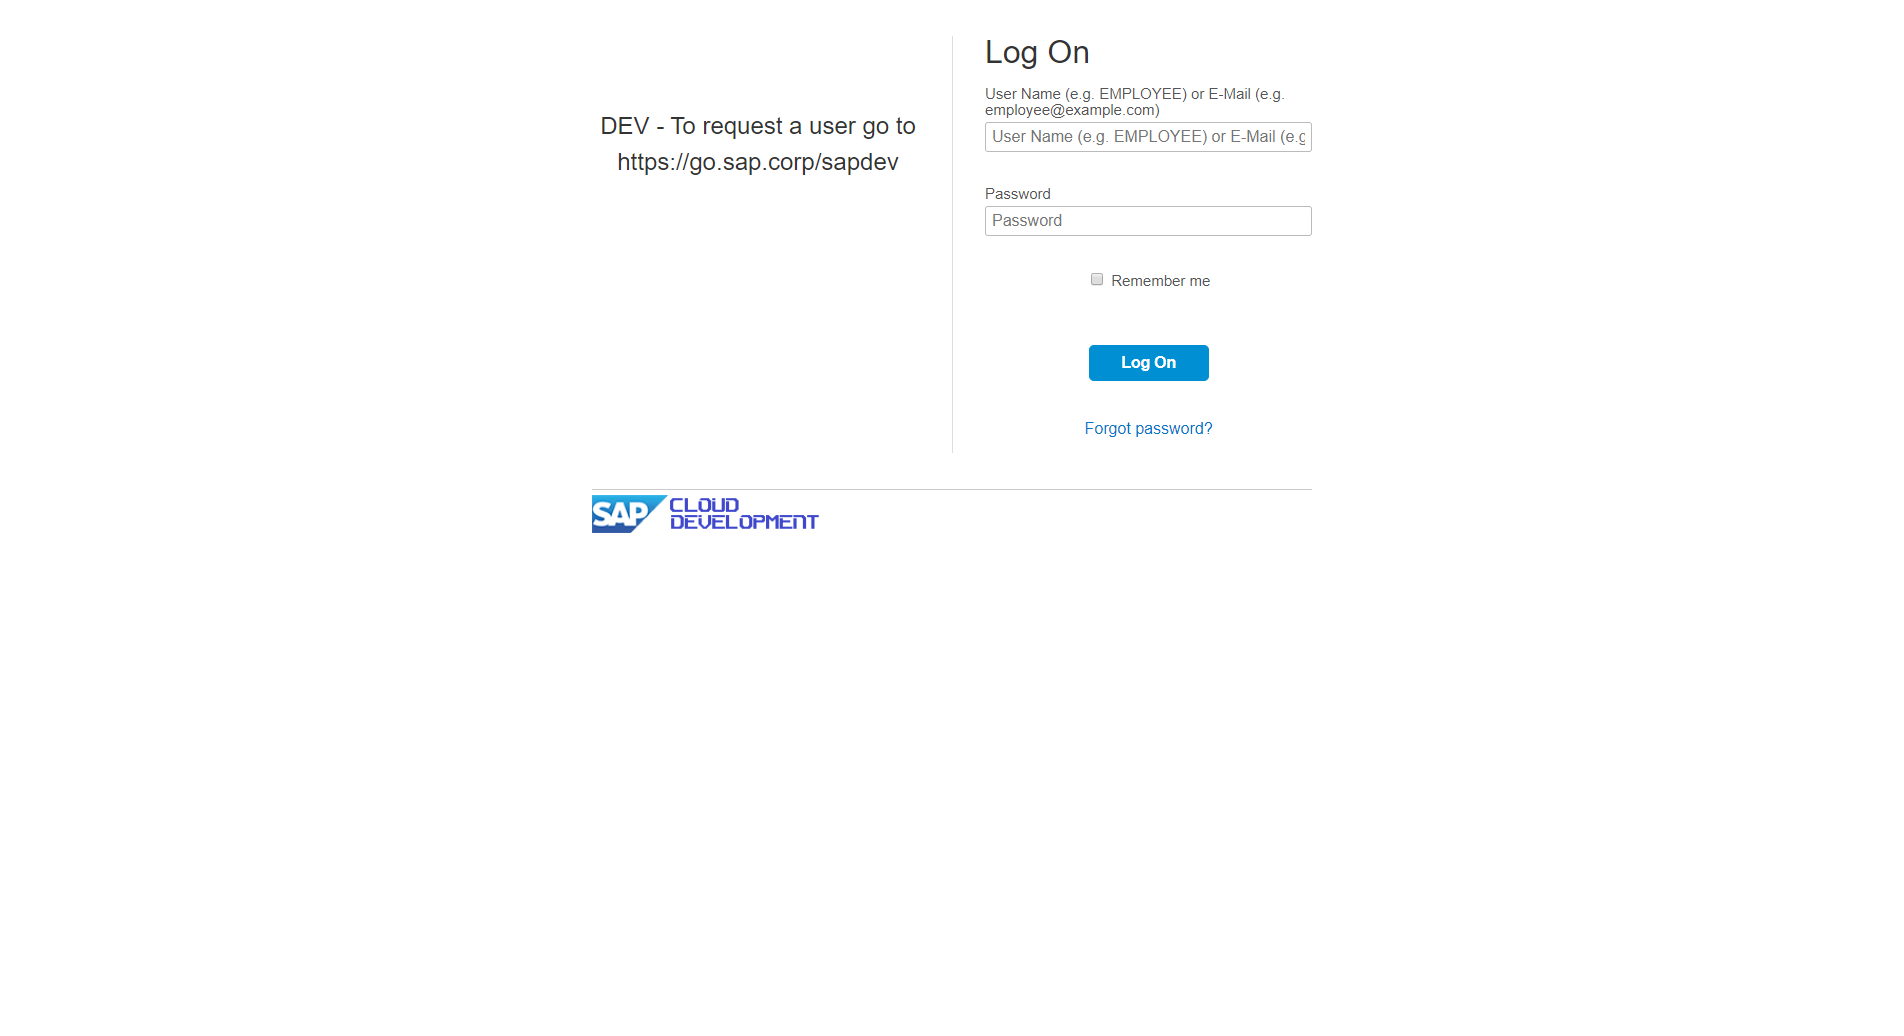 DEV - To request a user go to
https://go.sap.corp/sapdev
Log On
User Name (e.g. EMPLOYEE) or E-Mail (e.g.
employee@example.com)
User Name (e.g. EMPLOYEE) or E-Mail (e.g
Password
Password
Remember me
Log On
Forgot password?
SAP CLOUD
DEVELOPMENT